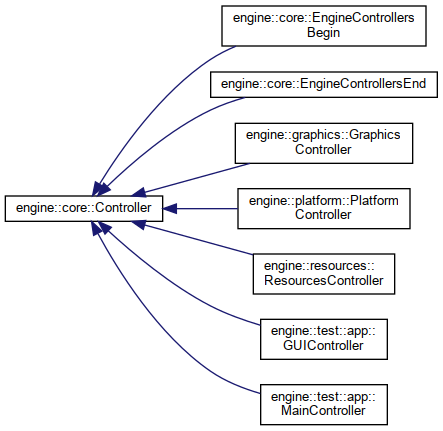 engine::core::EngineControllers
Begin
engine::core::EngineControllersEnd
engine::graphics::Graphics
Controller
engine::core::Controller
engine::platform::Platform
Controller
engine::resources::
ResourcesController
engine::test::app::
GUIController
engine::test::app::
MainController